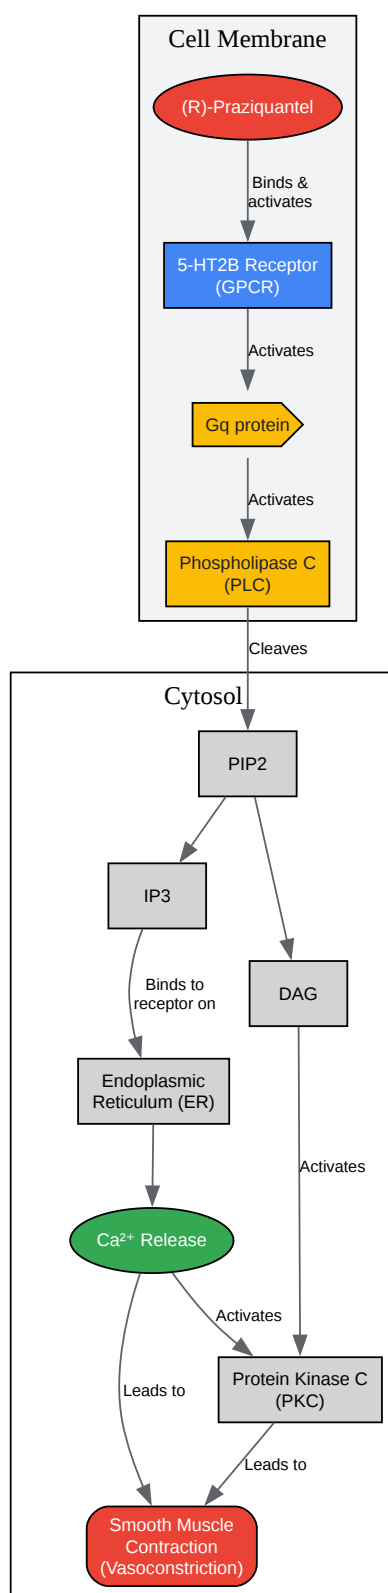 Cell Membrane
(R)-Praziquantel
Binds &
activates
5-HT2B Receptor
(GPCR)
Activates
Gq protein
Activates
Phospholipase C
(PLC)
Cleaves
Cytosol
PIP2
IP3
DAG
Binds to
receptor on
Endoplasmic
Reticulum (ER)
Activates
Ca²⁺ Release
Activates
Protein Kinase C
(PKC)
Leads to
Leads to
Smooth Muscle
Contraction
(Vasoconstriction)